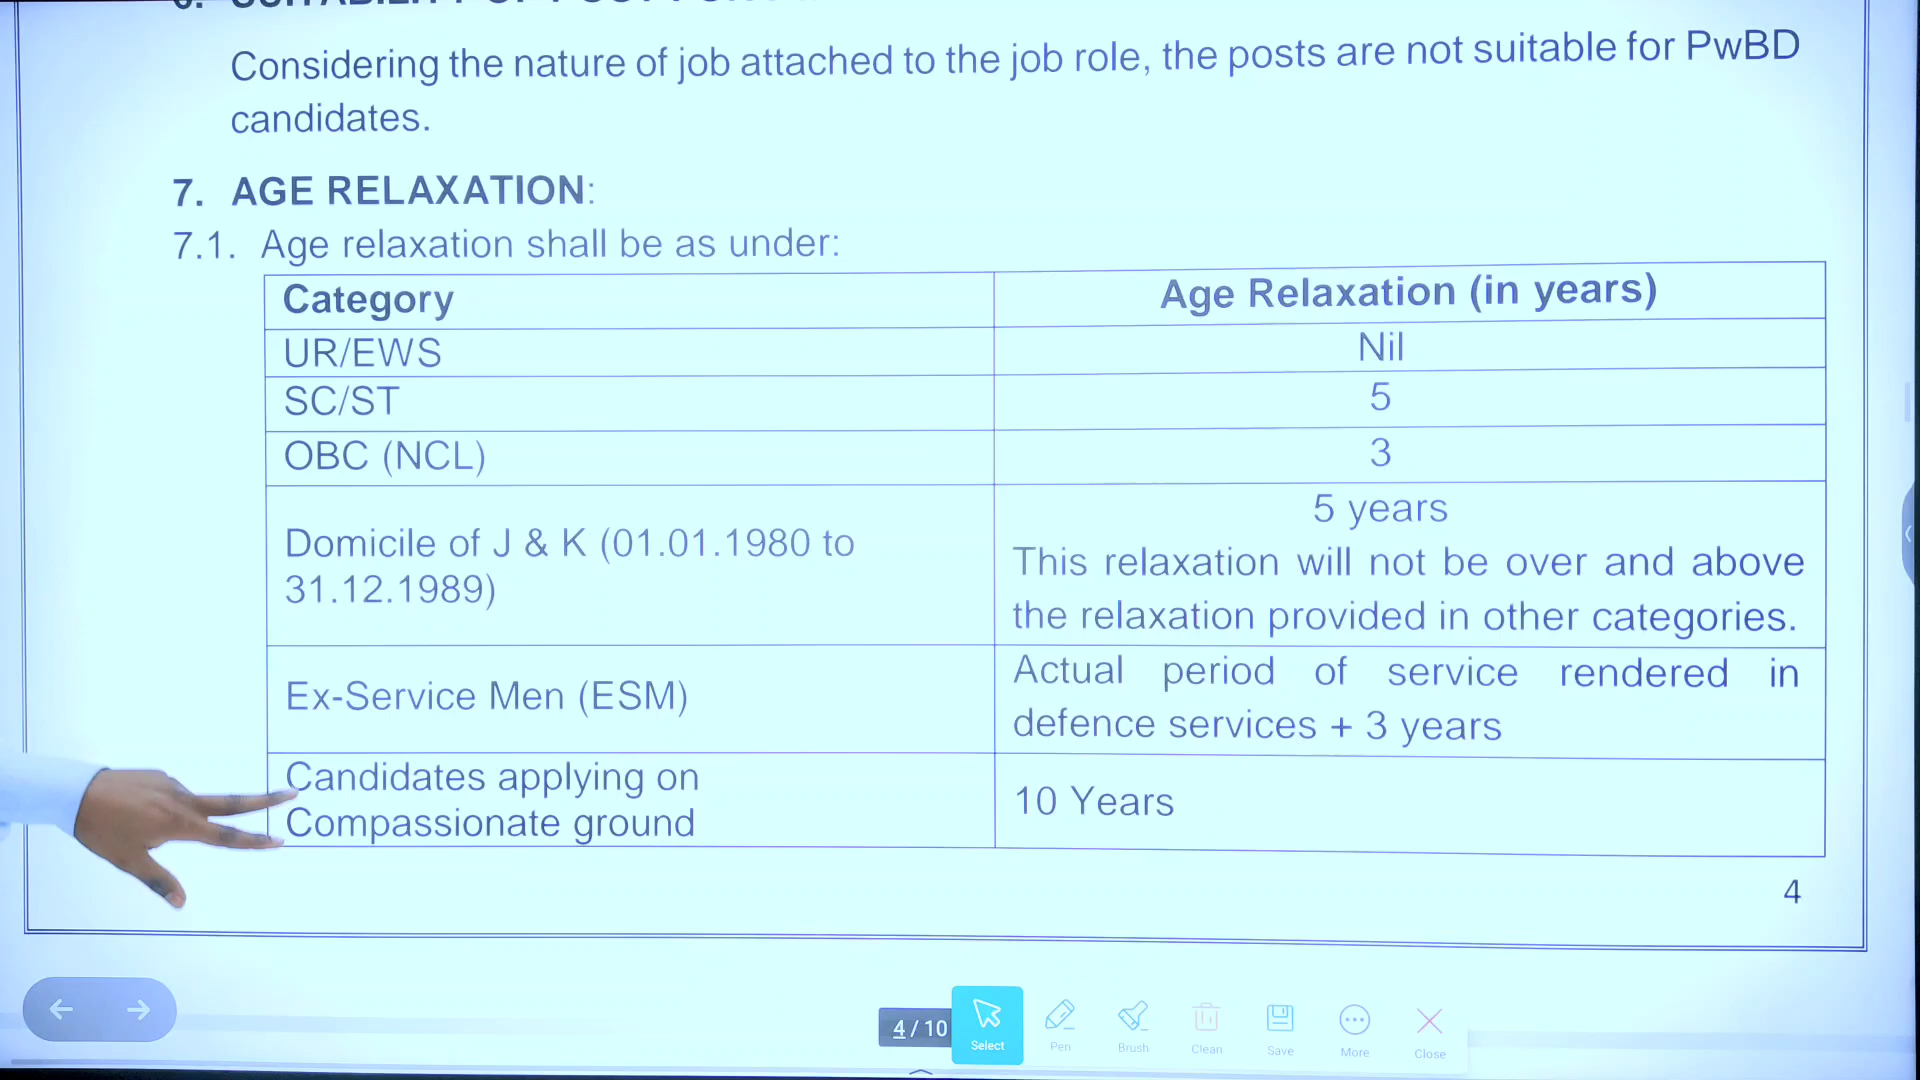 Considering the nature of job attached to the job role, the posts are not suitable for PwBD
candidates.
7. AGE RELAXATION:
7.1. Age relaxation shall be as under:
Category Age Relaxation (in years)
UR/EWS Nil
SC/ST 5
OBC (NCL) 3
Domicile of J & K (01.01.1980 to
31.12.1989)
5 years
This relaxation will not be over and above
the relaxation provided in other categories.
Ex-Service Men (ESM)
Actual period of service rendered in
defence services + 3 years
Candidates applying on
Compassionate ground
10 Years
4
4 / 10
Select
Pen
Brush
Clean
Save
More
Close